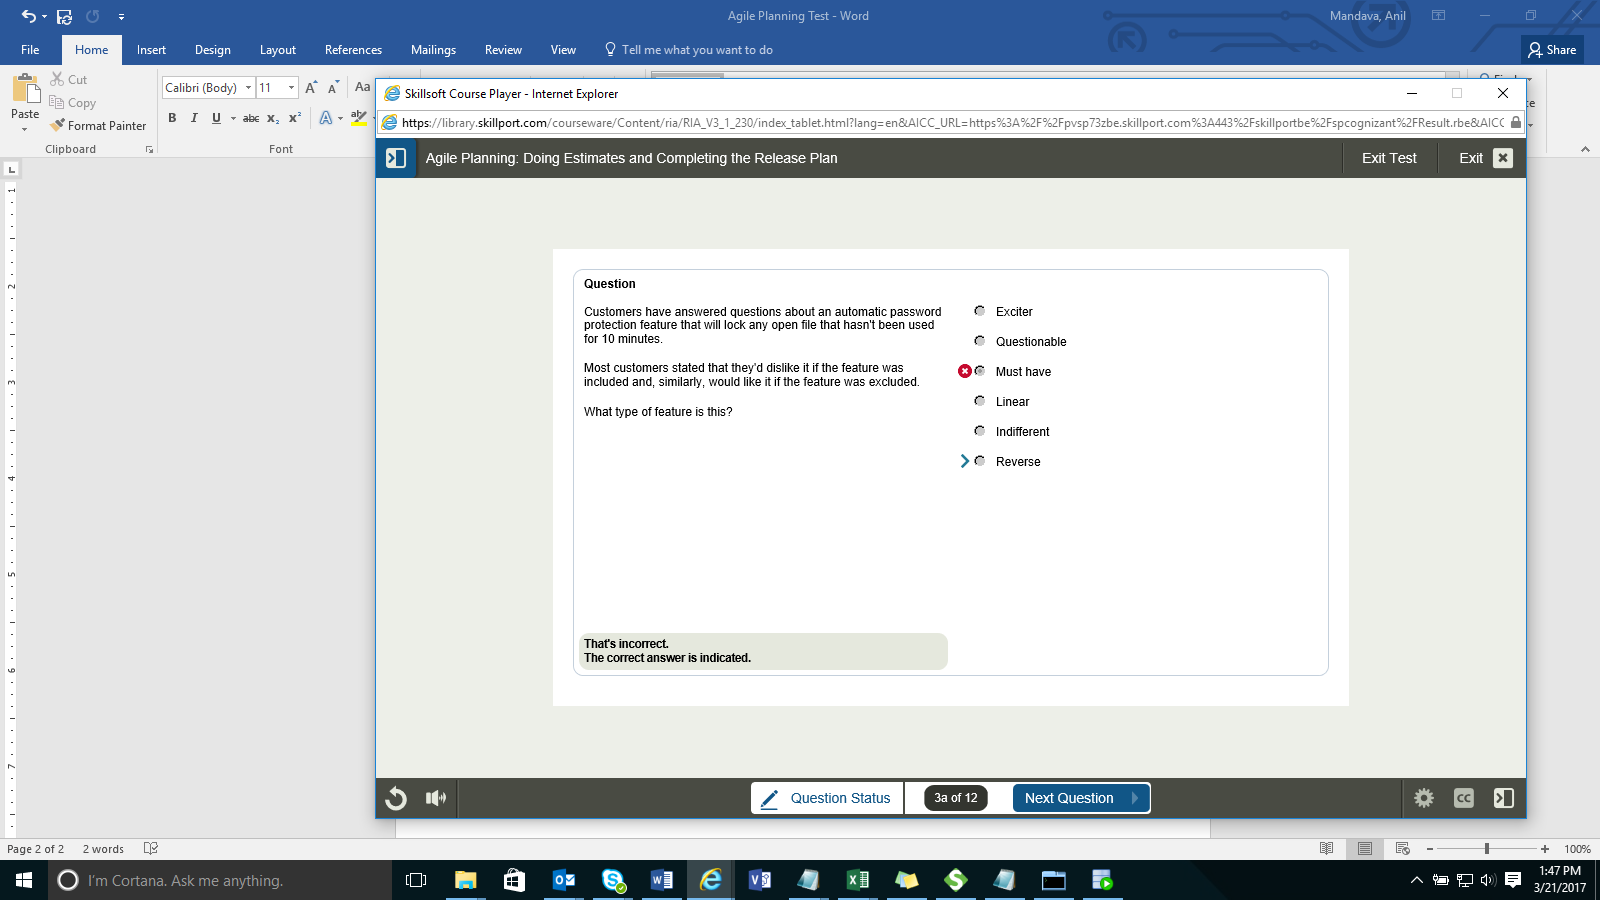 Agile Planning Test - Word
Mandava, Anil
File Home Insert Design Layout References Mailings Review View Tell me what you want to do
Share
Cut
Copy
Format Painter
Paste
Clipboard
Calibri (Body) 11
Aa
B I U abc x₂ x²
Font
Skillsoft Course Player - Internet Explorer
https://library.skillport.com/courseware/Content/ria/RIA_V3_1_230/index_tablet.html?lang=en&AICC_URL=https%3A%2F%2Fpvsp73zbe.skillport.com%3A443%2Fskillportbe%2Fspcognizant%2FResult.rbe&AICC
Agile Planning: Doing Estimates and Completing the Release Plan
Exit Test
Exit
Question
Customers have answered questions about an automatic password
protection feature that will lock any open file that hasn't been used
for 10 minutes.
Most customers stated that they'd dislike it if the feature was
included and, similarly, would like it if the feature was excluded.
What type of feature is this?
Exciter
Questionable
Must have
Linear
Indifferent
Reverse
That's incorrect.
The correct answer is indicated.
Question Status
3a of 12
Next Question
CC
Page 2 of 2 2 words
100%
I'm Cortana. Ask me anything.
1:47 PM
3/21/2017